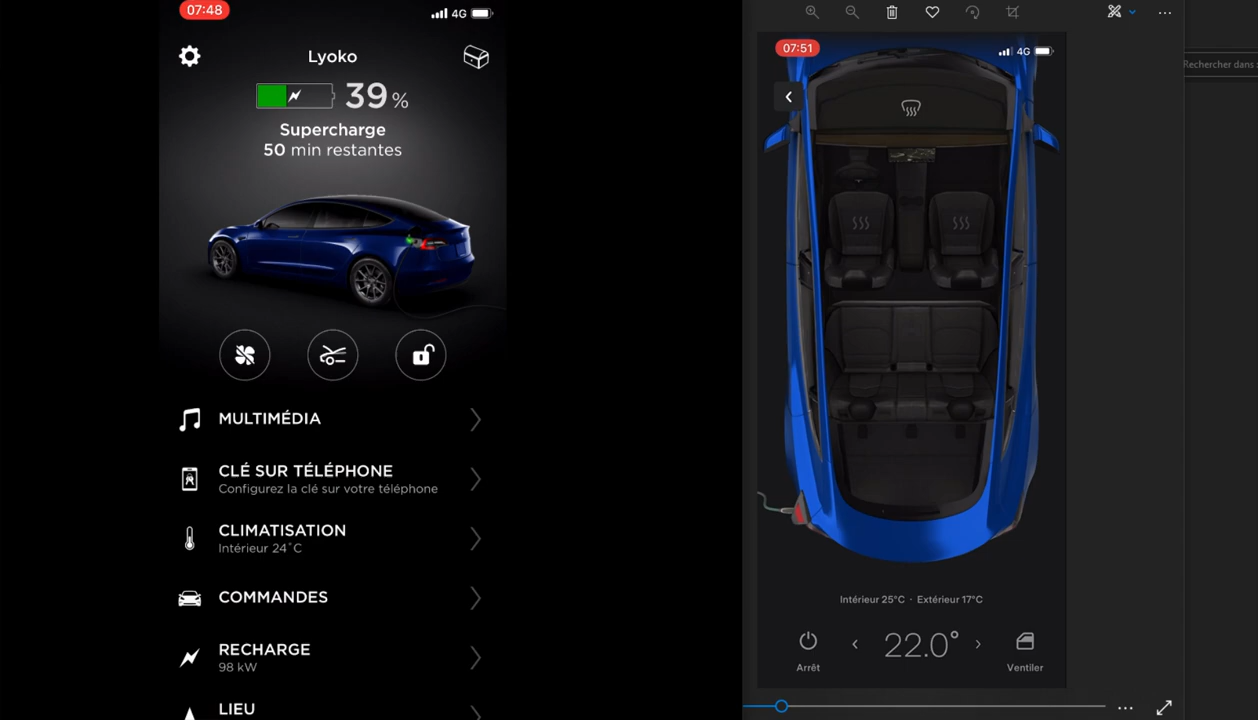 07:48
4G
Lyoko
39 %
Supercharge
50 min restantes
MULTIMÉDIA
CLÉ SUR TÉLÉPHONE
Configurez la clé sur votre téléphone
CLIMATISATION
Intérieur 24°C
COMMANDES
RECHARGE
98 kW
LIEU
07:51
4G
Intérieur 25°C · Extérieur 17°C
22.0°
Arrêt
Ventiler
Rechercher dans